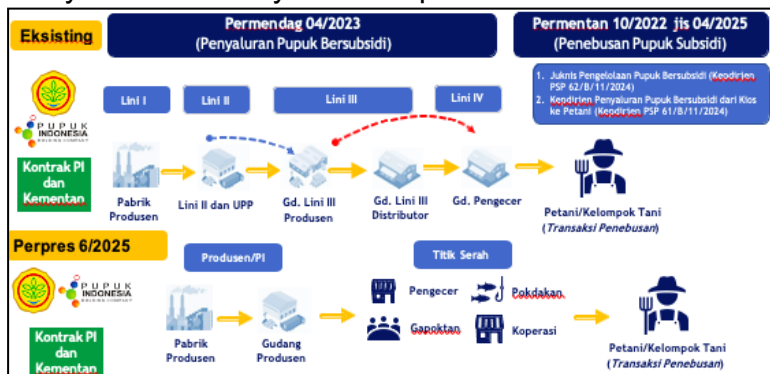 Eksisting
Permendag 04/2023
(Penyaluran Pupuk Bersubsidi)
Permentan 10/2022 jis 04/2025
(Penebusan Pupuk Subsidi)
1. Juknis Pengelolaan Pupuk Bersubsidi (Kepdirjen
PSP 62/B/11/2024)
2. Kepdirjen Penyaluran Pupuk Bersubsidi dari Kios
ke Petani (Kepdirjen PSP 61/B/11/2024)
Lini I
Lini II
Lini III
Lini IV
PUPUK
INDONESIA
HOLDING COMPANY
Kontrak PI
dan
Kementan
Pabrik
Produsen
Lini II dan UPP
Gd. Lini III
Produsen
Gd. Lini III
Distributor
Gd. Pengecer
Petani/Kelompok Tani
(Transaksi Penebusan)
Perpres 6/2025
Produsen/PI
Titik Serah
PUPUK
INDONESIA
HOLDING COMPANY
Kontrak PI
dan
Kementan
Pabrik
Produsen
Gudang
Produsen
Pengecer
Pokdakan
Gapoktan
Koperasi
Petani/Kelompok Tani
(Transaksi Penebusan)